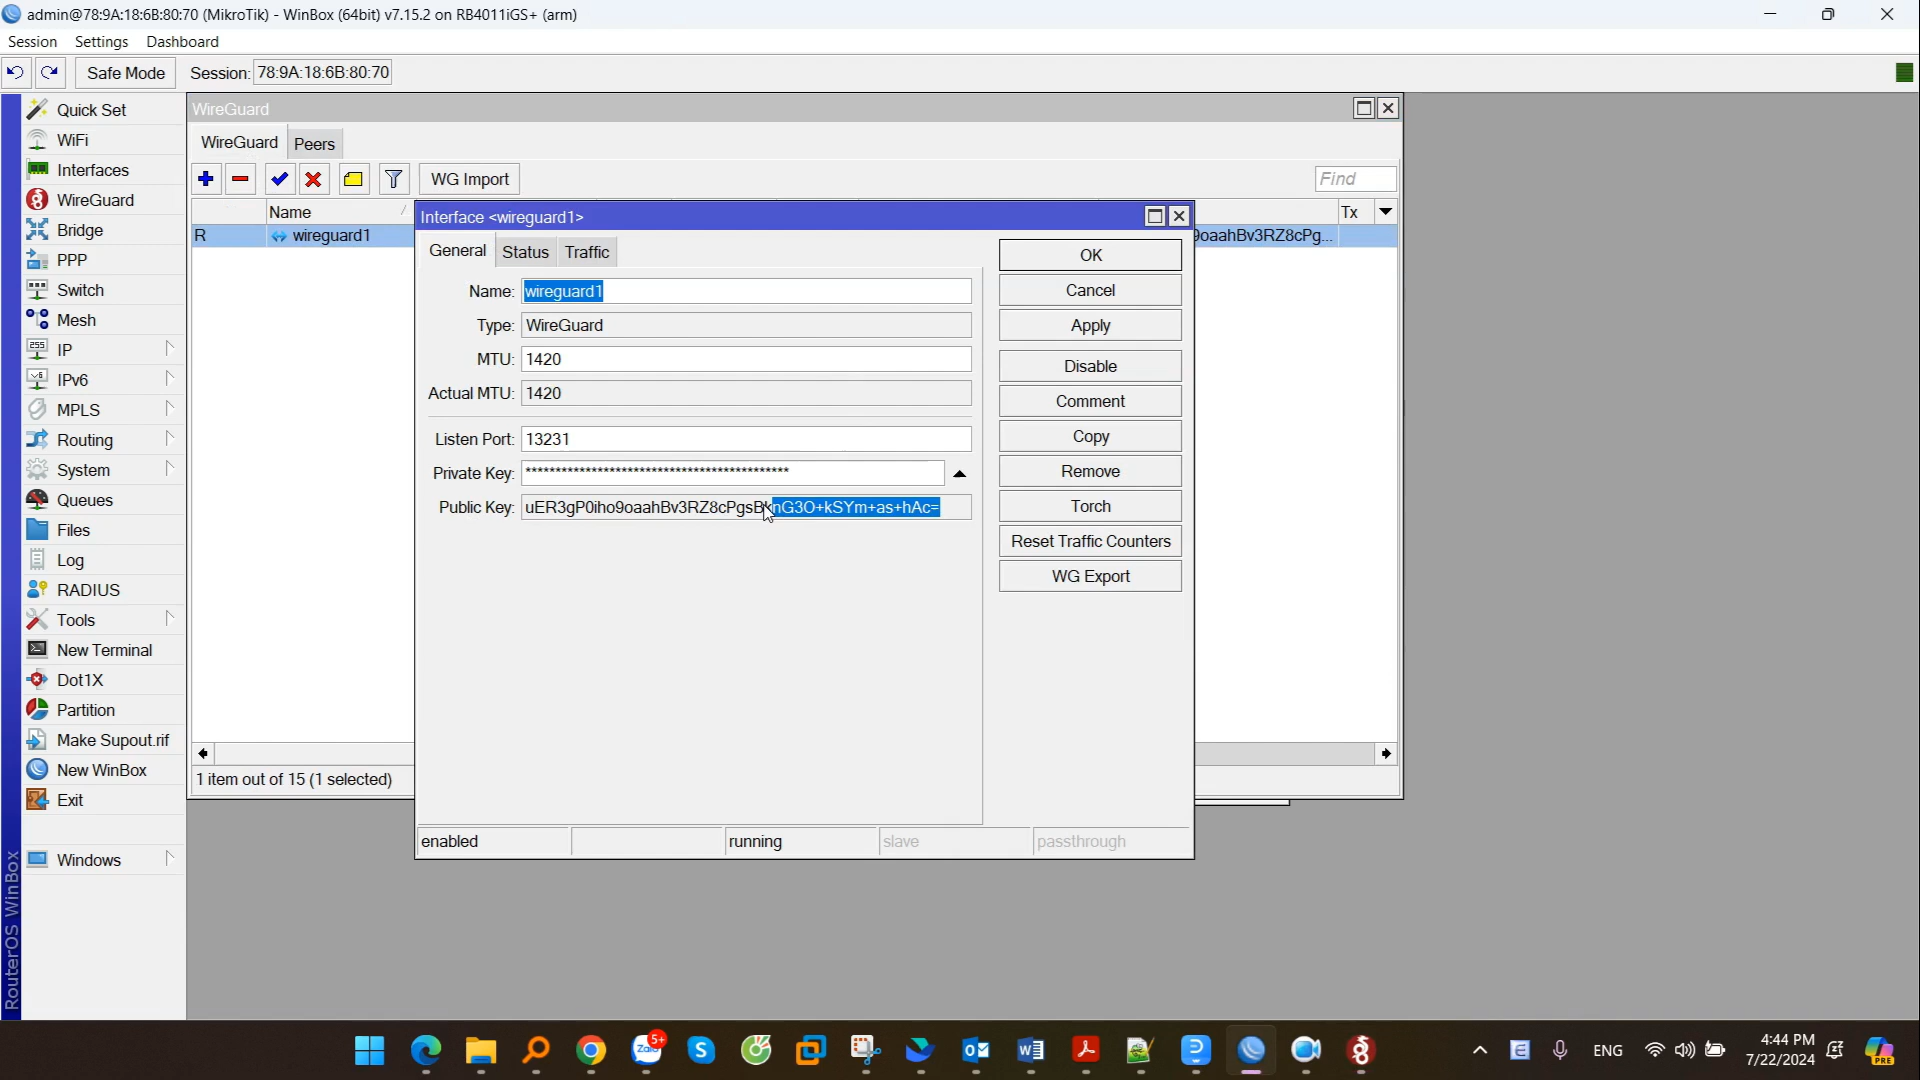 admin@78:9A:18:6B:80:70 (MikroTik) - WinBox (64bit) v7.15.2 on RB4011iGS+ (arm)
Session Settings Dashboard
Safe Mode Session: 78:9A:18:6B:80:70
Quick Set
WiFi
Interfaces
WireGuard
Bridge
PPP
Switch
Mesh
IP
IPv6
MPLS
Routing
System
Queues
Files
Log
RADIUS
Tools
New Terminal
Dot1X
Partition
Make Supout.rif
New WinBox
Exit
Windows
RouterOS WinBox
WireGuard
WireGuard Peers
WG Import Find
Name Tx
R wireguard1 9oaahBv3RZ8cPg...
1 item out of 15 (1 selected)
Interface <wireguard1>
General Status Traffic
Name: wireguard1
Type: WireGuard
MTU: 1420
Actual MTU: 1420
Listen Port: 13231
Private Key: ********************************************
Public Key: uER3gP0iho9oaahBv3RZ8cPgsB nG3O+kSYm+as+hAc=
OK
Cancel
Apply
Disable
Comment
Copy
Remove
Torch
Reset Traffic Counters
WG Export
enabled running slave passthrough
5+
Zalo
ENG
4:44 PM
7/22/2024
PRE